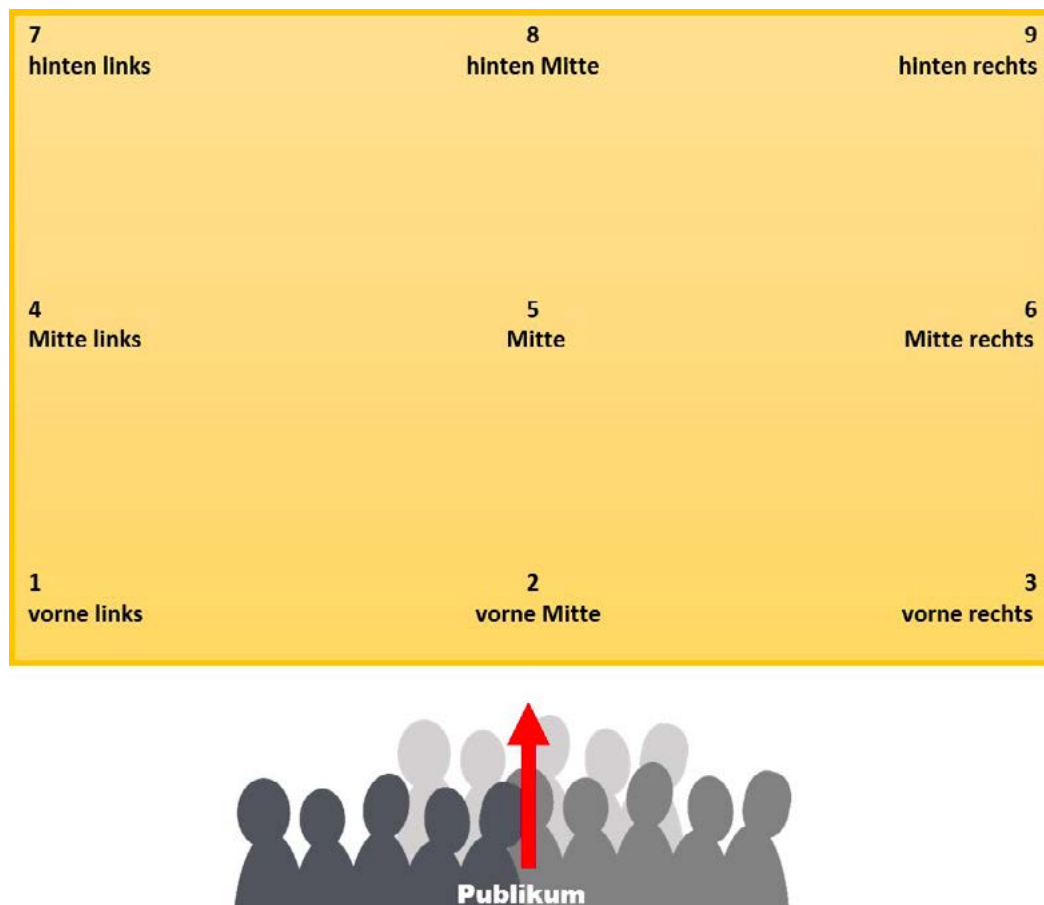 7
hinten links
8
hinten Mitte
9
hinten rechts
4
Mitte links
5
Mitte
6
Mitte rechts
1
vorne links
2
vorne Mitte
3
vorne rechts
Publikum